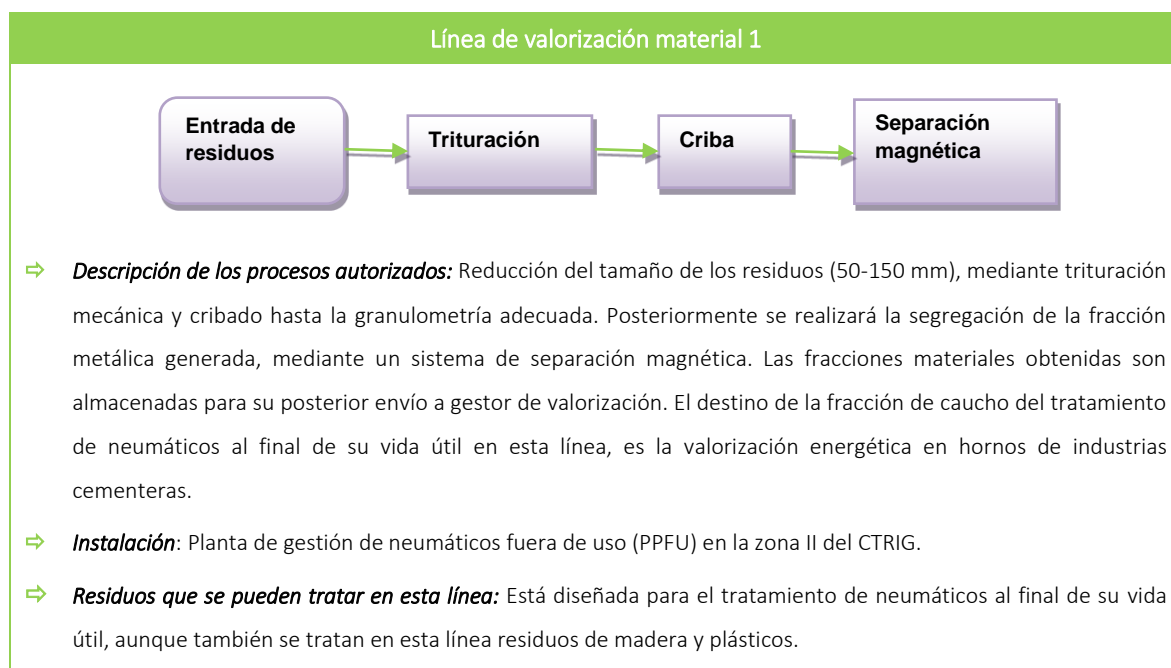 Línea de valorización material 1
Entrada de
residuos
Trituración
Criba
Separación
magnética
⇨ Descripción de los procesos autorizados: Reducción del tamaño de los residuos (50-150 mm), mediante trituración
mecánica y cribado hasta la granulometría adecuada. Posteriormente se realizará la segregación de la fracción
metálica generada, mediante un sistema de separación magnética. Las fracciones materiales obtenidas son
almacenadas para su posterior envío a gestor de valorización. El destino de la fracción de caucho del tratamiento
de neumáticos al final de su vida útil en esta línea, es la valorización energética en hornos de industrias
cementeras.
⇨ Instalación: Planta de gestión de neumáticos fuera de uso (PPFU) en la zona II del CTRIG.
⇨ Residuos que se pueden tratar en esta línea: Está diseñada para el tratamiento de neumáticos al final de su vida
útil, aunque también se tratan en esta línea residuos de madera y plásticos.